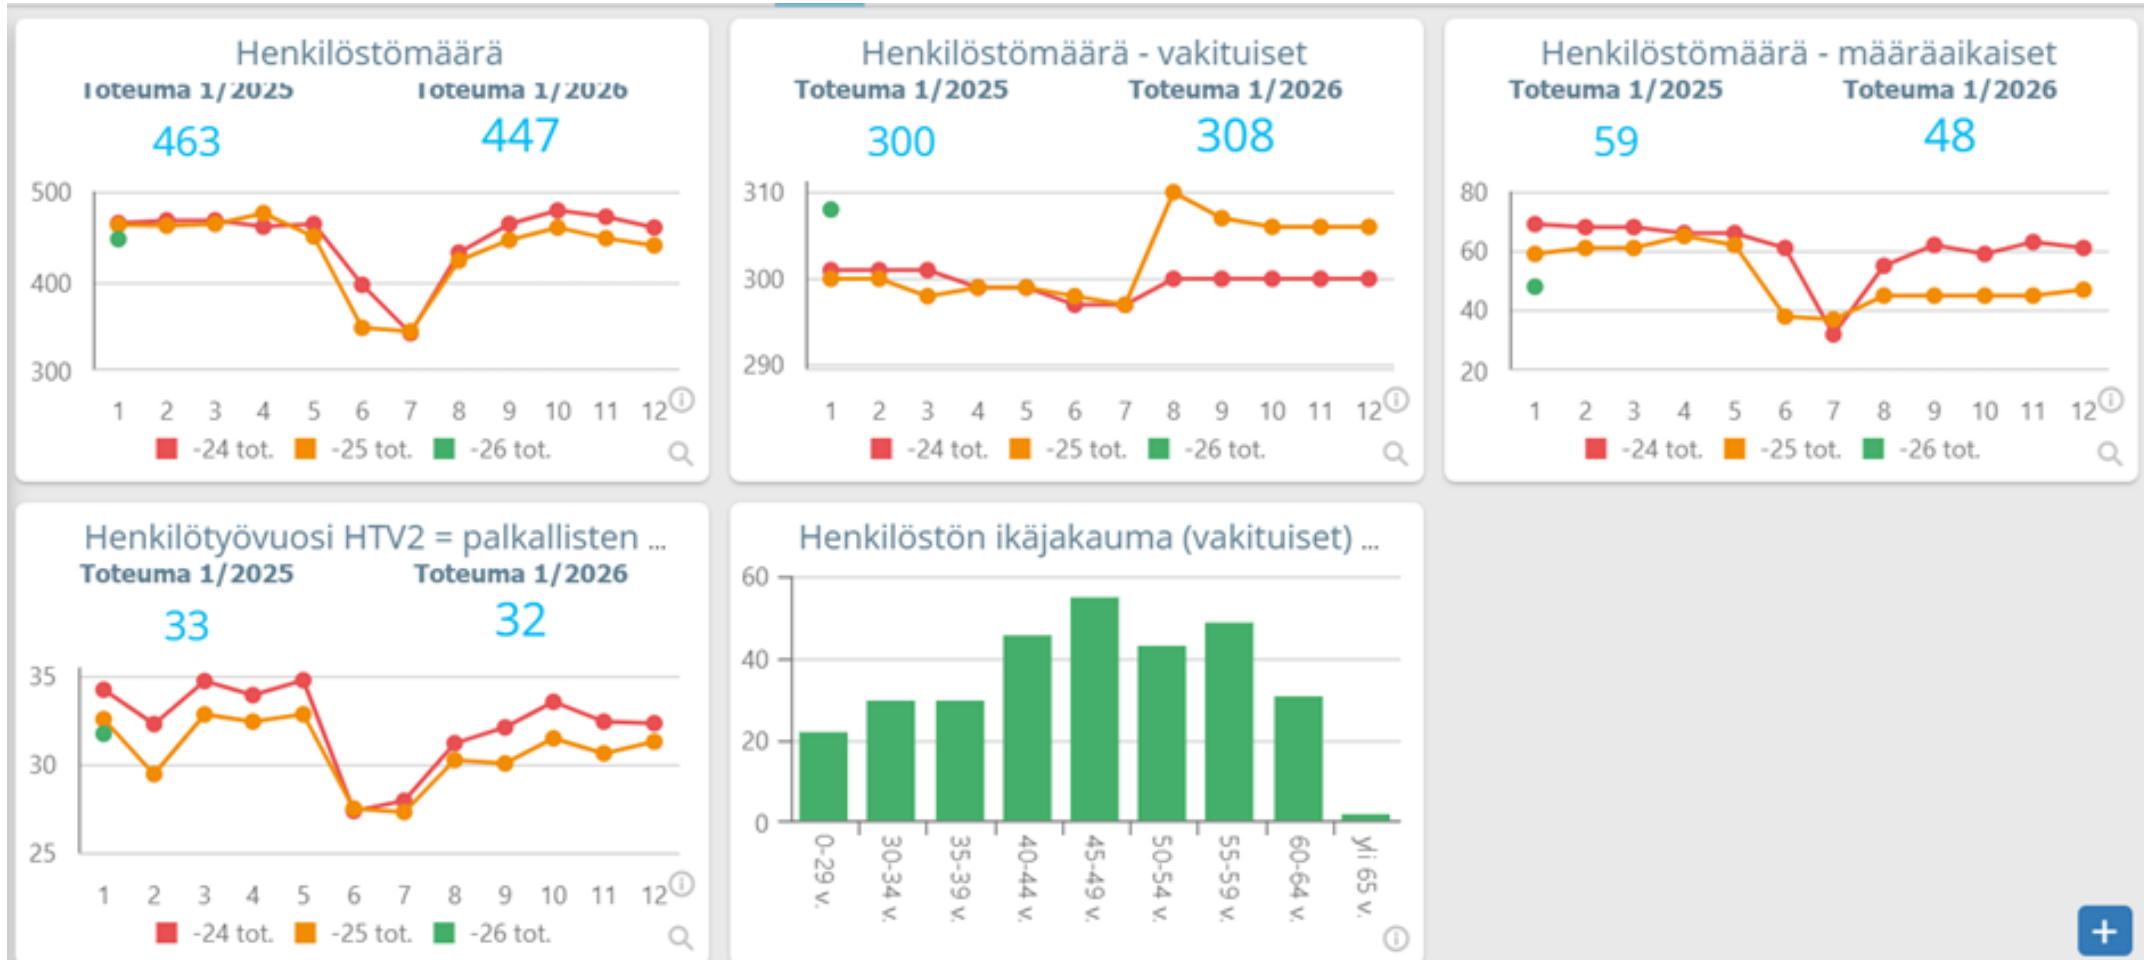 Henkilöstömäärä
Toteuma 1/2025 Toteuma 1/2026
463 447
500
400
300
1 2 3 4 5 6 7 8 9 10 11 12
-24 tot. -25 tot. -26 tot.
Henkilöstömäärä - vakituiset
Toteuma 1/2025 Toteuma 1/2026
300 308
310
300
290
1 2 3 4 5 6 7 8 9 10 11 12
-24 tot. -25 tot. -26 tot.
Henkilöstömäärä - määräaikaiset
Toteuma 1/2025 Toteuma 1/2026
59 48
80
60
40
20
1 2 3 4 5 6 7 8 9 10 11 12
-24 tot. -25 tot. -26 tot.
Henkilötyövuosi HTV2 = palkallisten ...
Toteuma 1/2025 Toteuma 1/2026
33 32
35
30
25
1 2 3 4 5 6 7 8 9 10 11 12
-24 tot. -25 tot. -26 tot.
Henkilöstön ikäjakauma (vakituiset) ...
60
40
20
0
0-29 v.
30-34 v.
35-39 v.
40-44 v.
45-49 v.
50-54 v.
55-59 v.
60-64 v.
yli 65 v.
+